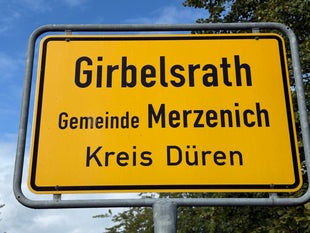 Girbelsrath
Gemeinde Merzenich
Kreis Düren